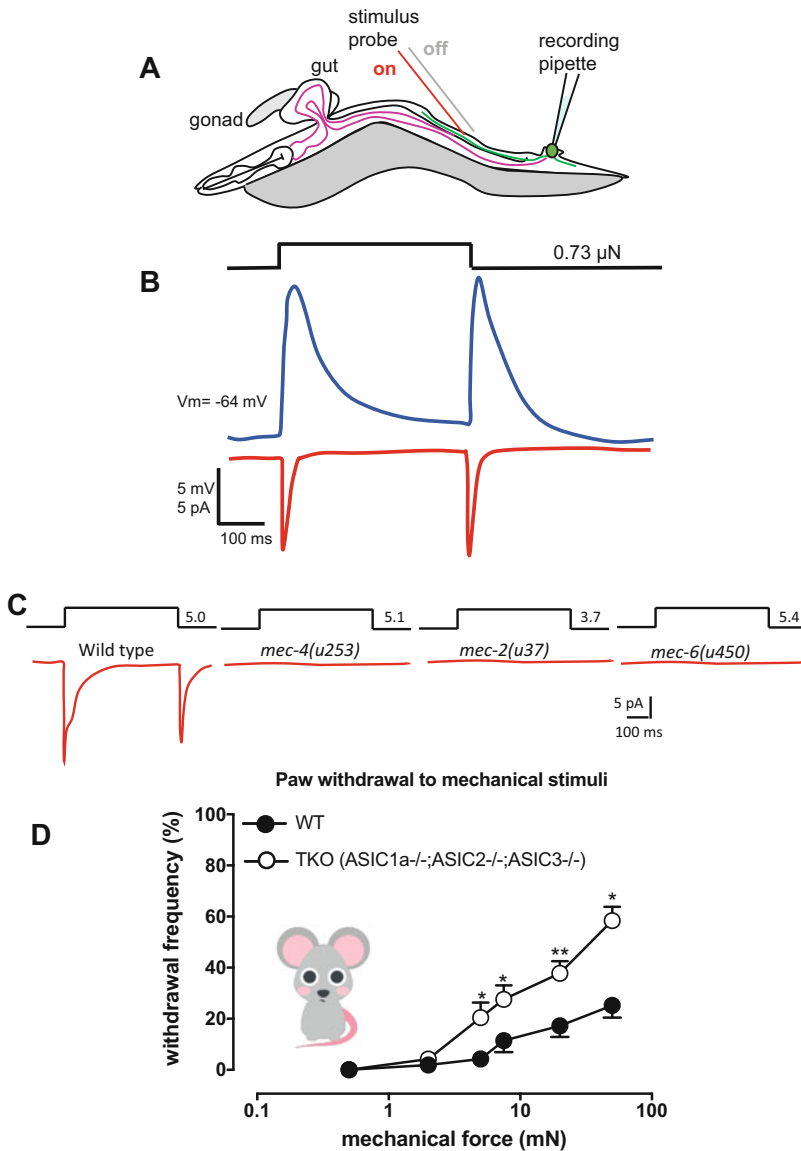 A
stimulus
probe
off
on
recording
pipette
gut
gonad
B
0.73 µN
Vm= -64 mV
5 mV
5 pA
100 ms
C
5.0
5.1
3.7
5.4
Wild type
mec-4(u253)
mec-2(u37)
mec-6(u450)
5 pA
100 ms
Paw withdrawal to mechanical stimuli
D
withdrawal frequency (%)
100
80
60
40
20
0
WT
TKO (ASIC1a-/-;ASIC2-/-;ASIC3-/-)
*
*
**
*
0.1
1
10
100
mechanical force (mN)